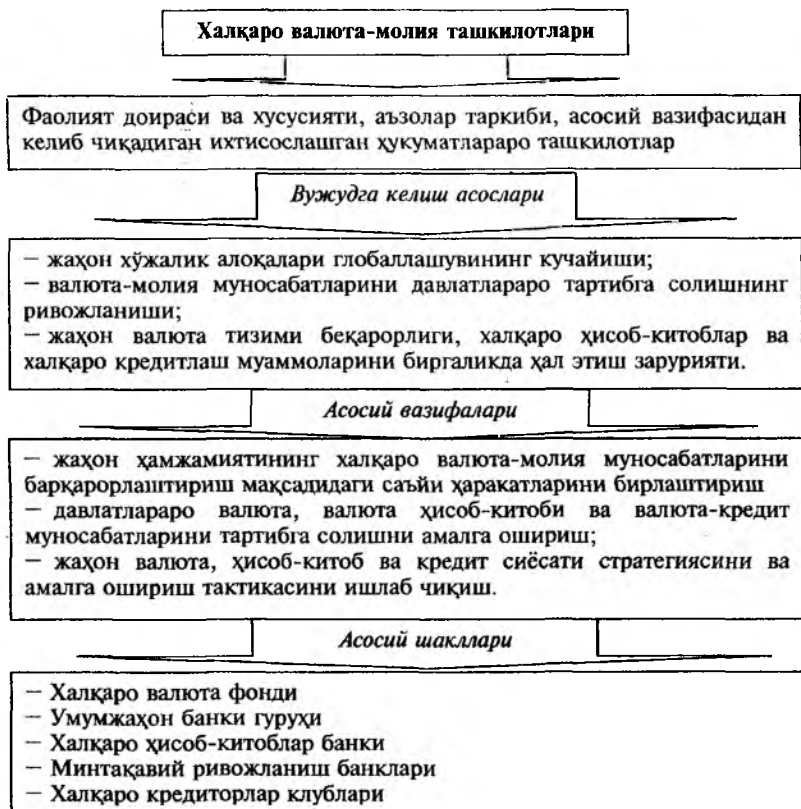 Халқаро валюта-молия ташкилотлари
Фаолият доираси ва хусусияти, аъзолар таркиби, асосий вазифасидан
келиб чиқадиган ихтисослашган ҳукуматлараро ташкилотлар
Вужудга келиш асослари
— жаҳон хўжалик алоқалари глобаллашувининг кучайиши;
— валюта-молия муносабатларини давлатлараро тартибга солишнинг
ривожланиши;
— жаҳон валюта тизими беқарорлиги, халқаро ҳисоб-китоблар ва
халқаро кредитлаш муаммоларини биргаликда ҳал этиш зарурияти.
Асосий вазифалари
— жаҳон ҳамжамиятининг халқаро валюта-молия муносабатларини
барқарорлаштириш мақсадидаги саъйи ҳаракатларини бирлаштириш
— давлатлараро валюта, валюта ҳисоб-китоби ва валюта-кредит
муносабатларини тартибга солишни амалга ошириш;
— жаҳон валюта, ҳисоб-китоб ва кредит сиёсати стратегиясини ва
амалга ошириш тактикасини ишлаб чиқиш.
Асосий шакллари
— Халқаро валюта фонди
— Умумжаҳон банки гуруҳи
— Халқаро ҳисоб-китоблар банки
— Минтақавий ривожланиш банклари
— Халқаро кредиторлар клублари